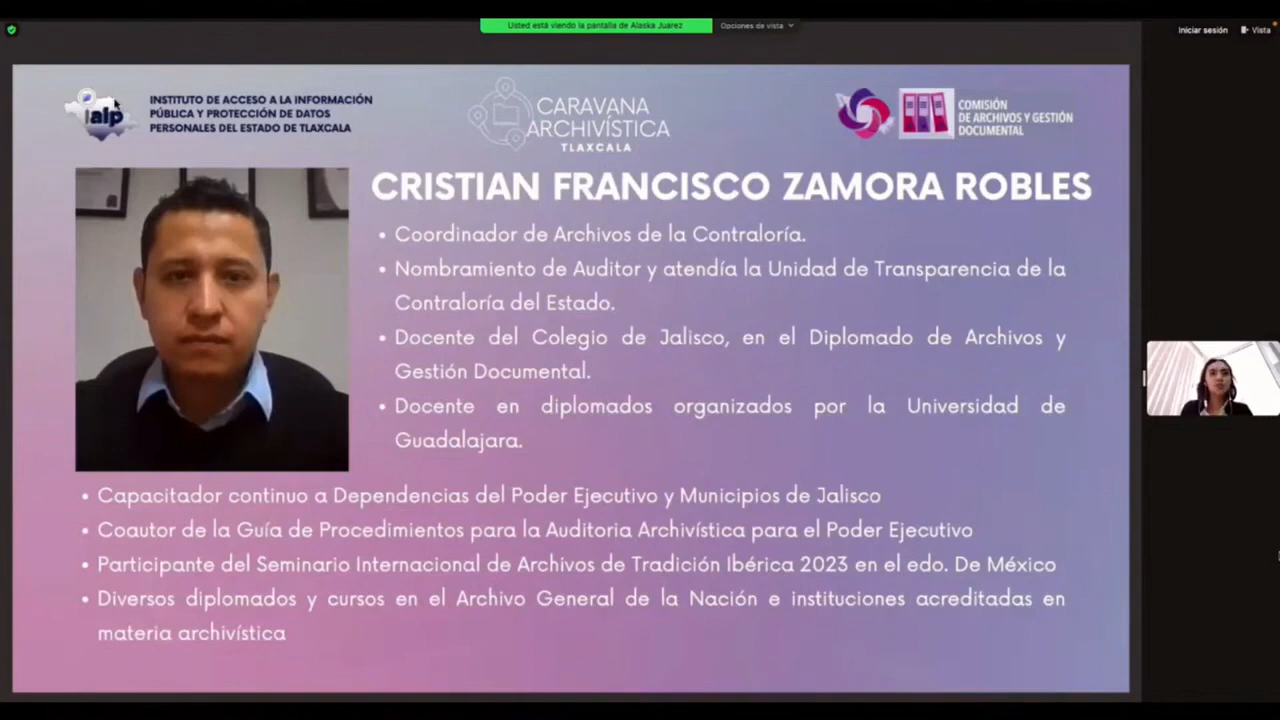 Usted está viendo la pantalla de Alaska Juarez
Opciones de vista
Iniciar sesión
Vista
iaip
INSTITUTO DE ACCESO A LA INFORMACIÓN
PÚBLICA Y PROTECCIÓN DE DATOS
PERSONALES DEL ESTADO DE TLAXCALA
CARAVANA
ARCHIVÍSTICA
TLAXCALA
COMISIÓN
DE ARCHIVOS Y GESTIÓN
DOCUMENTAL
CRISTIAN FRANCISCO ZAMORA ROBLES
• Coordinador de Archivos de la Contraloría.
• Nombramiento de Auditor y atendía la Unidad de Transparencia de la
Contraloría del Estado.
• Docente del Colegio de Jalisco, en el Diplomado de Archivos y
Gestión Documental.
• Docente en diplomados organizados por la Universidad de
Guadalajara.
• Capacitador continuo a Dependencias del Poder Ejecutivo y Municipios de Jalisco
• Coautor de la Guía de Procedimientos para la Auditoria Archivística para el Poder Ejecutivo
• Participante del Seminario Internacional de Archivos de Tradición Ibérica 2023 en el edo. De México
• Diversos diplomados y cursos en el Archivo General de la Nación e instituciones acreditadas en
materia archivística